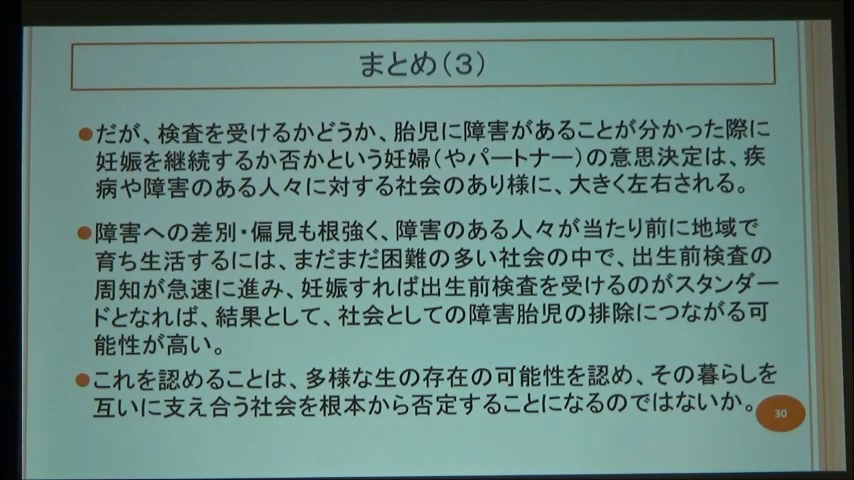 まとめ(3)
●だが、検査を受けるかどうか、胎児に障害があることが分かった際に
妊娠を継続するか否かという妊婦(やパートナー)の意思決定は、疾
病や障害のある人々に対する社会のあり様に、大きく左右される。
●障害への差別・偏見も根強く、障害のある人々が当たり前に地域で
育ち生活するには、まだまだ困難の多い社会の中で、出生前検査の
周知が急速に進み、妊娠すれば出生前検査を受けるのがスタンダー
ドとなれば、結果として、社会としての障害胎児の排除につながる可
能性が高い。
●これを認めることは、多様な生の存在の可能性を認め、その暮らしを
互いに支え合う社会を根本から否定することになるのではないか。
30